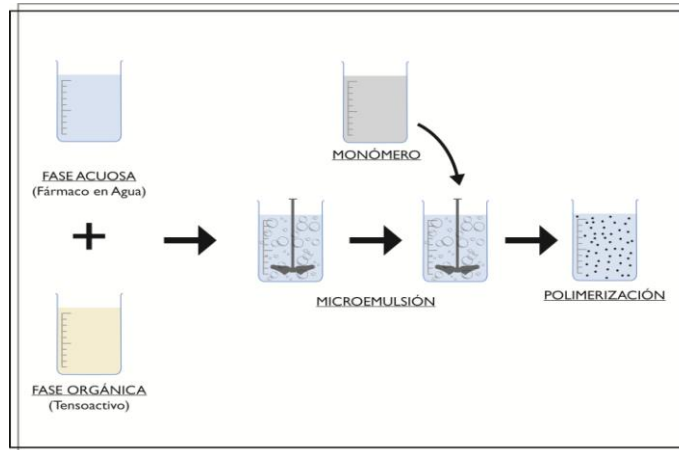 FASE ACUOSA
(Fármaco en Agua)
+
FASE ORGÁNICA
(Tensoactivo)
MONÓMERO
MICROEMULSIÓN
POLIMERIZACIÓN